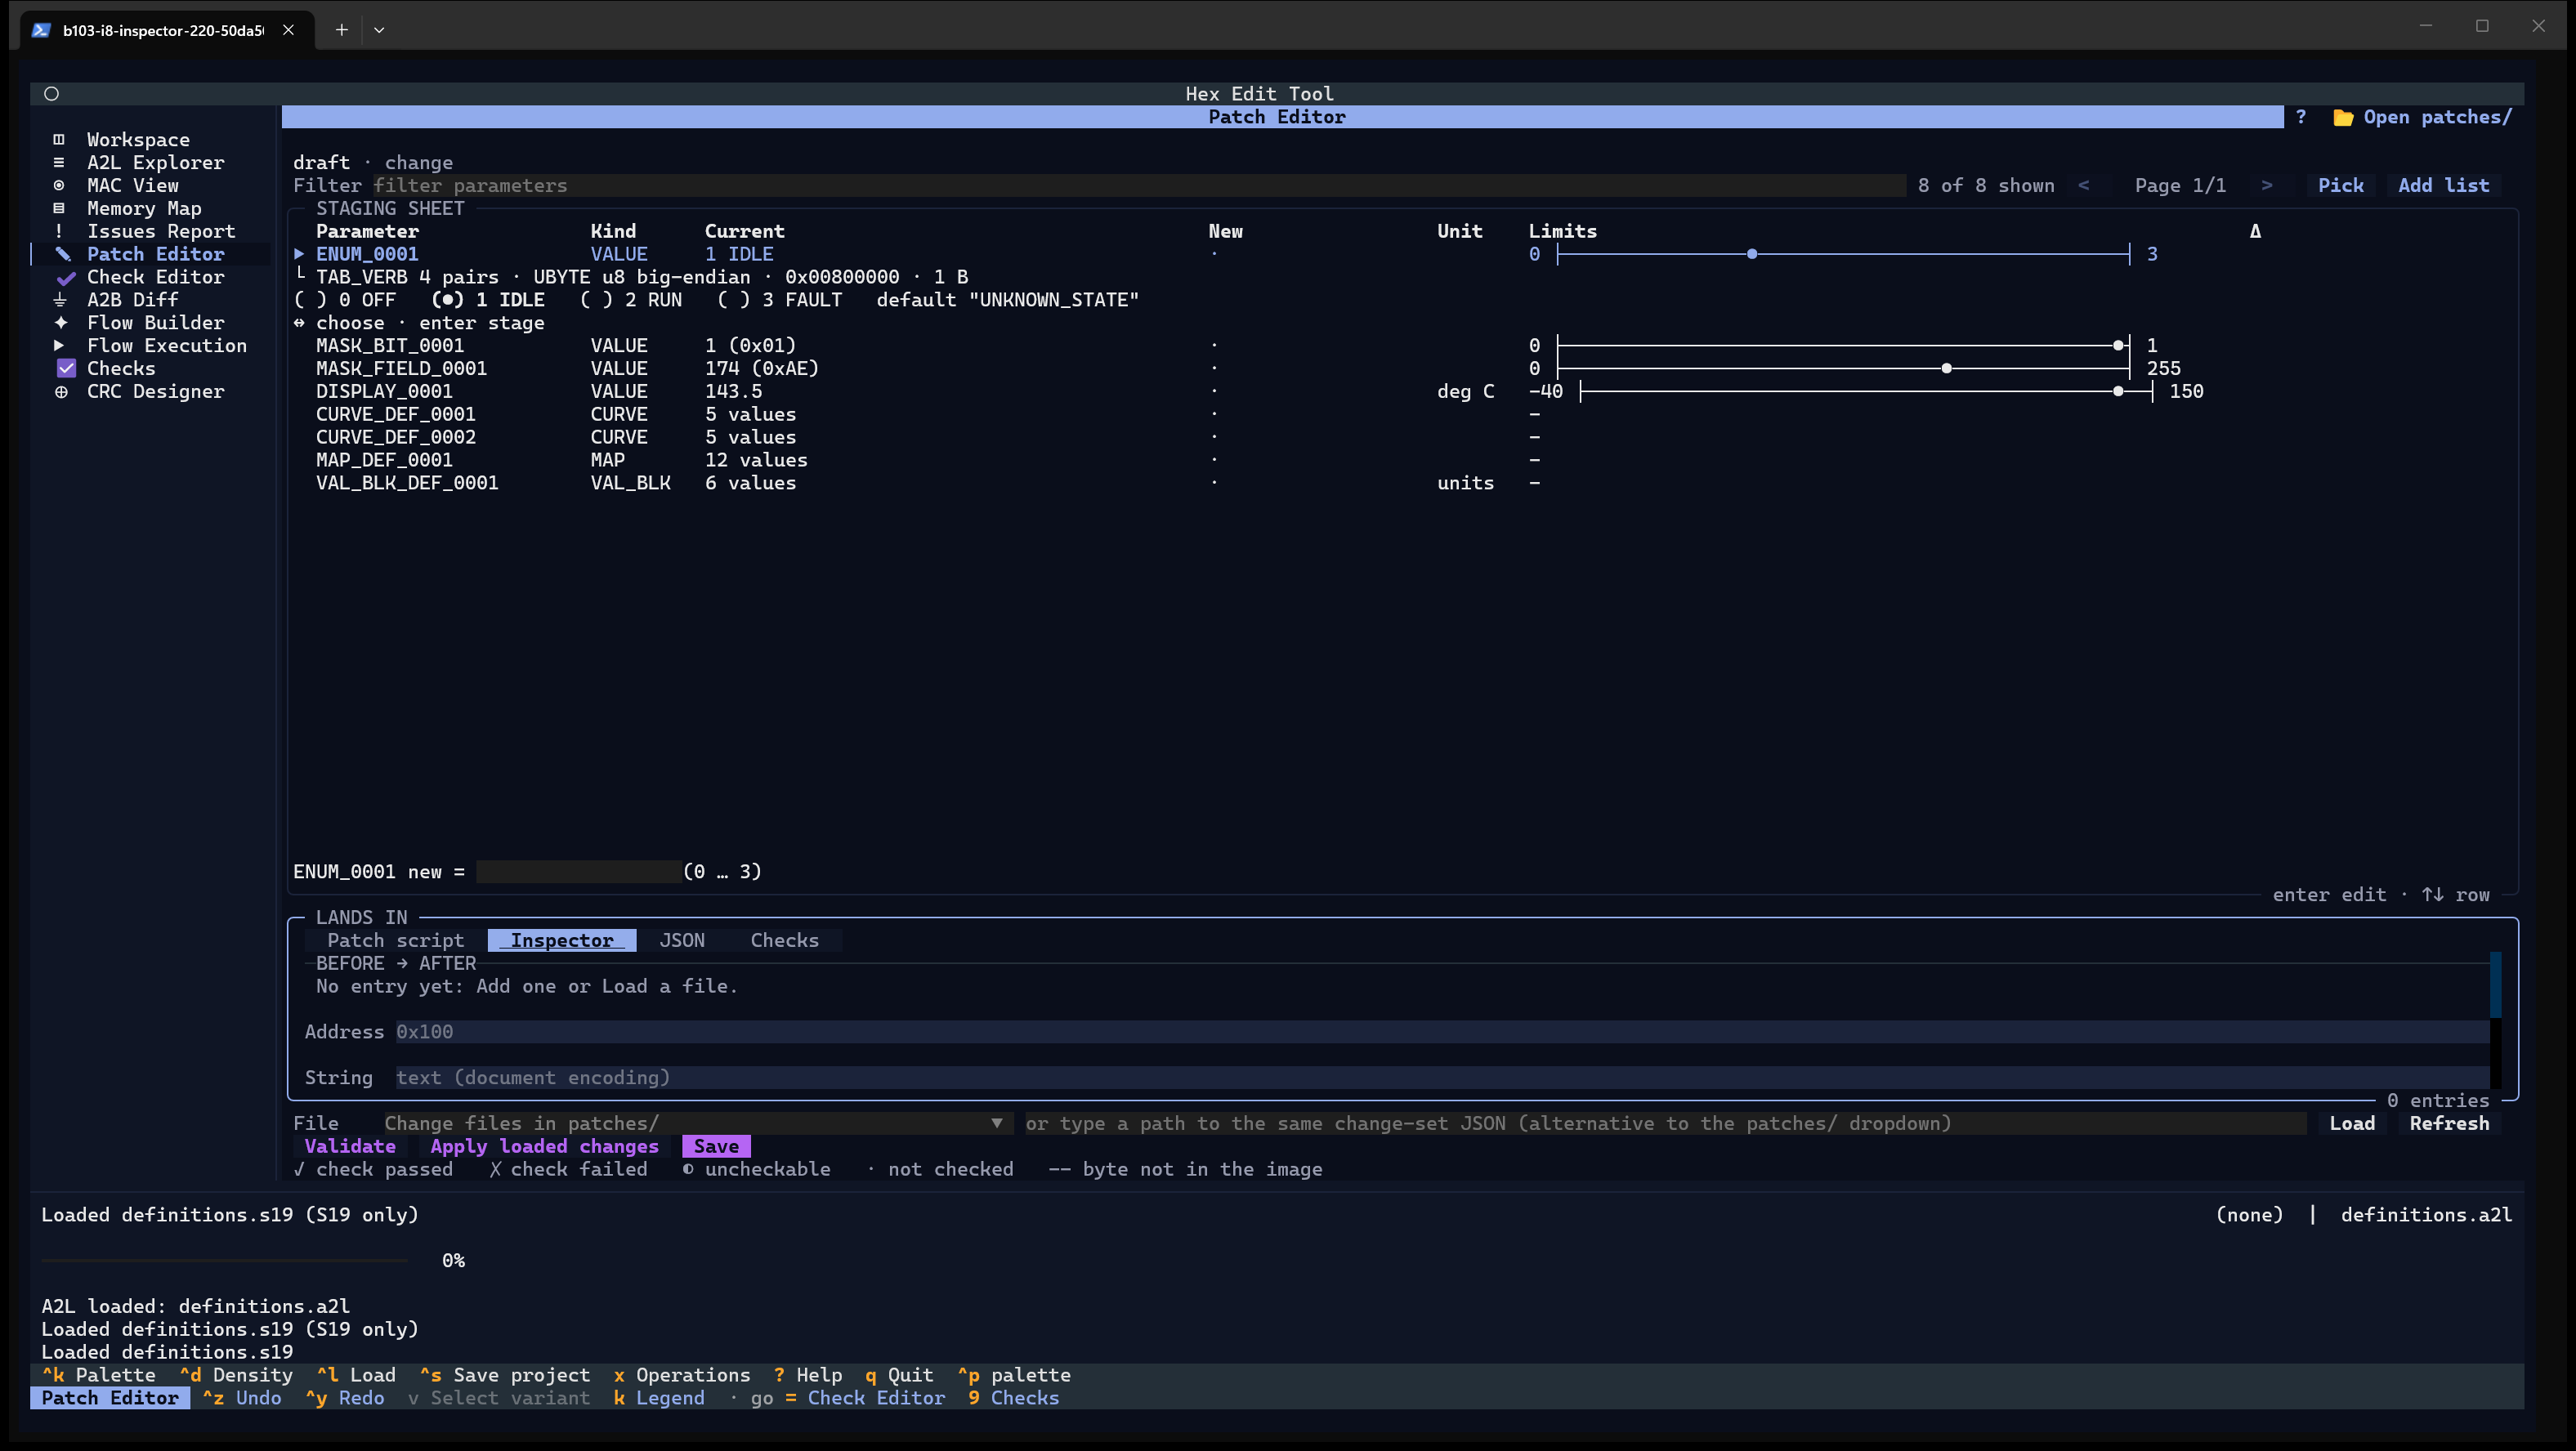 b103-i8-inspector-220-50da5
Hex Edit Tool
Patch Editor ? Open patches/
Workspace
A2L Explorer
MAC View
Memory Map
! Issues Report
Patch Editor
Check Editor
A2B Diff
Flow Builder
Flow Execution
Checks
CRC Designer
draft · change
Filter filter parameters 8 of 8 shown < Page 1/1 > Pick Add list
STAGING SHEET
Parameter Kind Current New Unit Limits Δ
▶ ENUM_0001 VALUE 1 IDLE · 0 3
└ TAB_VERB 4 pairs · UBYTE u8 big-endian · 0x00800000 · 1 B
( ) 0 OFF (●) 1 IDLE ( ) 2 RUN ( ) 3 FAULT default "UNKNOWN_STATE"
↔ choose · enter stage
MASK_BIT_0001 VALUE 1 (0x01) · 0 1
MASK_FIELD_0001 VALUE 174 (0xAE) · 0 255
DISPLAY_0001 VALUE 143.5 · deg C -40 150
CURVE_DEF_0001 CURVE 5 values · -
CURVE_DEF_0002 CURVE 5 values · -
MAP_DEF_0001 MAP 12 values · -
VAL_BLK_DEF_0001 VAL_BLK 6 values · units -
ENUM_0001 new = (0 … 3)
enter edit · ↑↓ row
LANDS IN
Patch script Inspector JSON Checks
BEFORE → AFTER
No entry yet: Add one or Load a file.
Address 0x100
String text (document encoding)
0 entries
File Change files in patches/ ▼ or type a path to the same change-set JSON (alternative to the patches/ dropdown) Load Refresh
Validate Apply loaded changes Save
√ check passed ╳ check failed ◐ uncheckable · not checked -- byte not in the image
Loaded definitions.s19 (S19 only) (none) | definitions.a2l
0%
A2L loaded: definitions.a2l
Loaded definitions.s19 (S19 only)
Loaded definitions.s19
^k Palette ^d Density ^l Load ^s Save project x Operations ? Help q Quit ^p palette
Patch Editor ^z Undo ^y Redo v Select variant k Legend · go = Check Editor 9 Checks